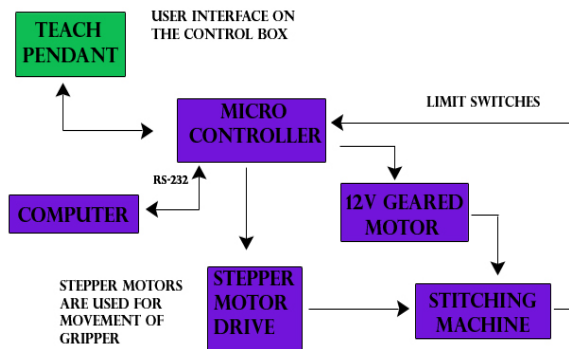 TEACH
PENDANT
USER INTERFACE ON
THE CONTROL BOX
MICRO
CONTROLLER
LIMIT SWITCHES
RS-232
COMPUTER
12V GEARED
MOTOR
STEPPER MOTORS
ARE USED FOR
MOVEMENT OF
GRIPPER
STEPPER
MOTOR
DRIVE
STITCHING
MACHINE